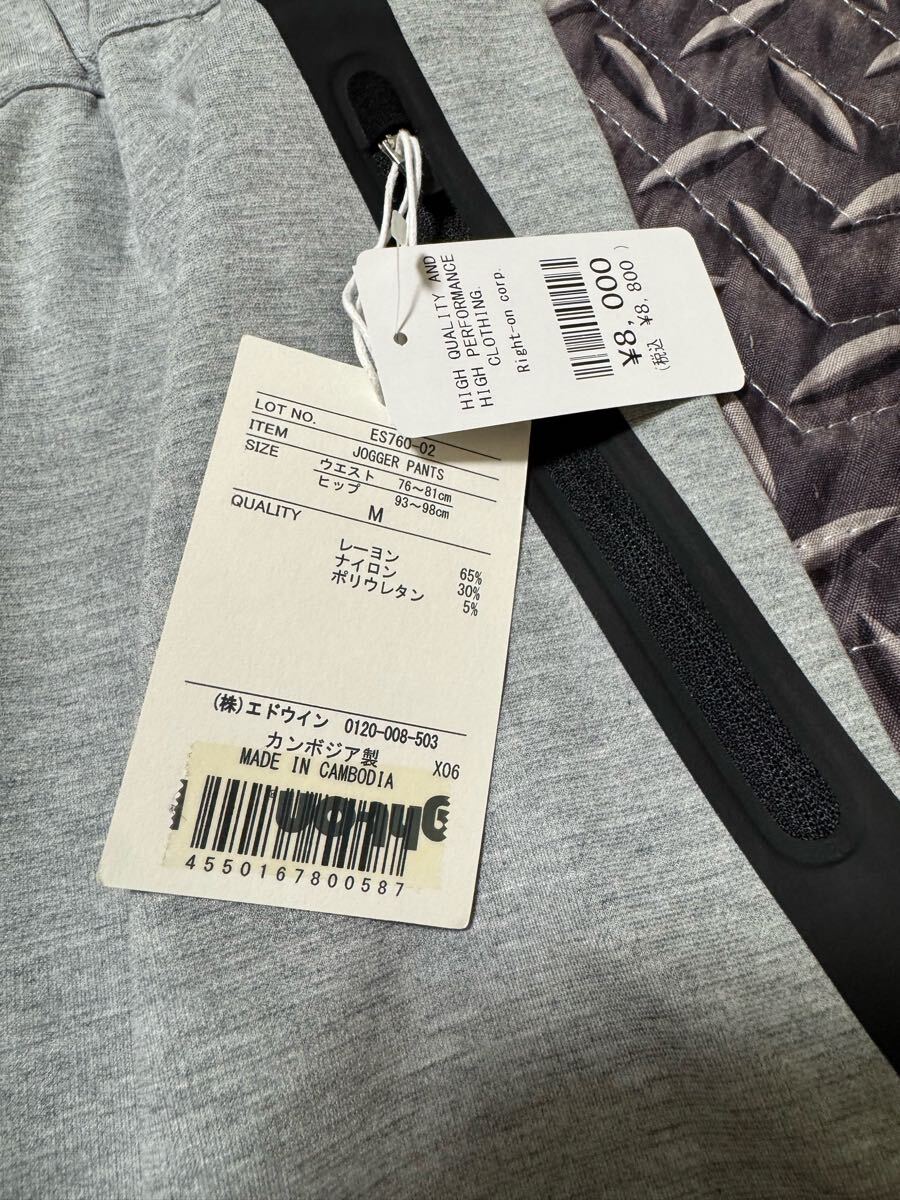 HIGH QUALITY AND
HIGH PERFORMANCE
CLOTHING.
Right-on corp.
¥8,000
(税込 ¥8,800 )
LOT NO. ES760-02
ITEM JOGGER PANTS
SIZE ウエスト 76〜81cm
ヒップ 93〜98cm
M
QUALITY
レーヨン 65%
ナイロン 30%
ポリウレタン 5%
(株)エドウイン 0120-008-503
カンボジア製 X06
MADE IN CAMBODIA
4550167800587